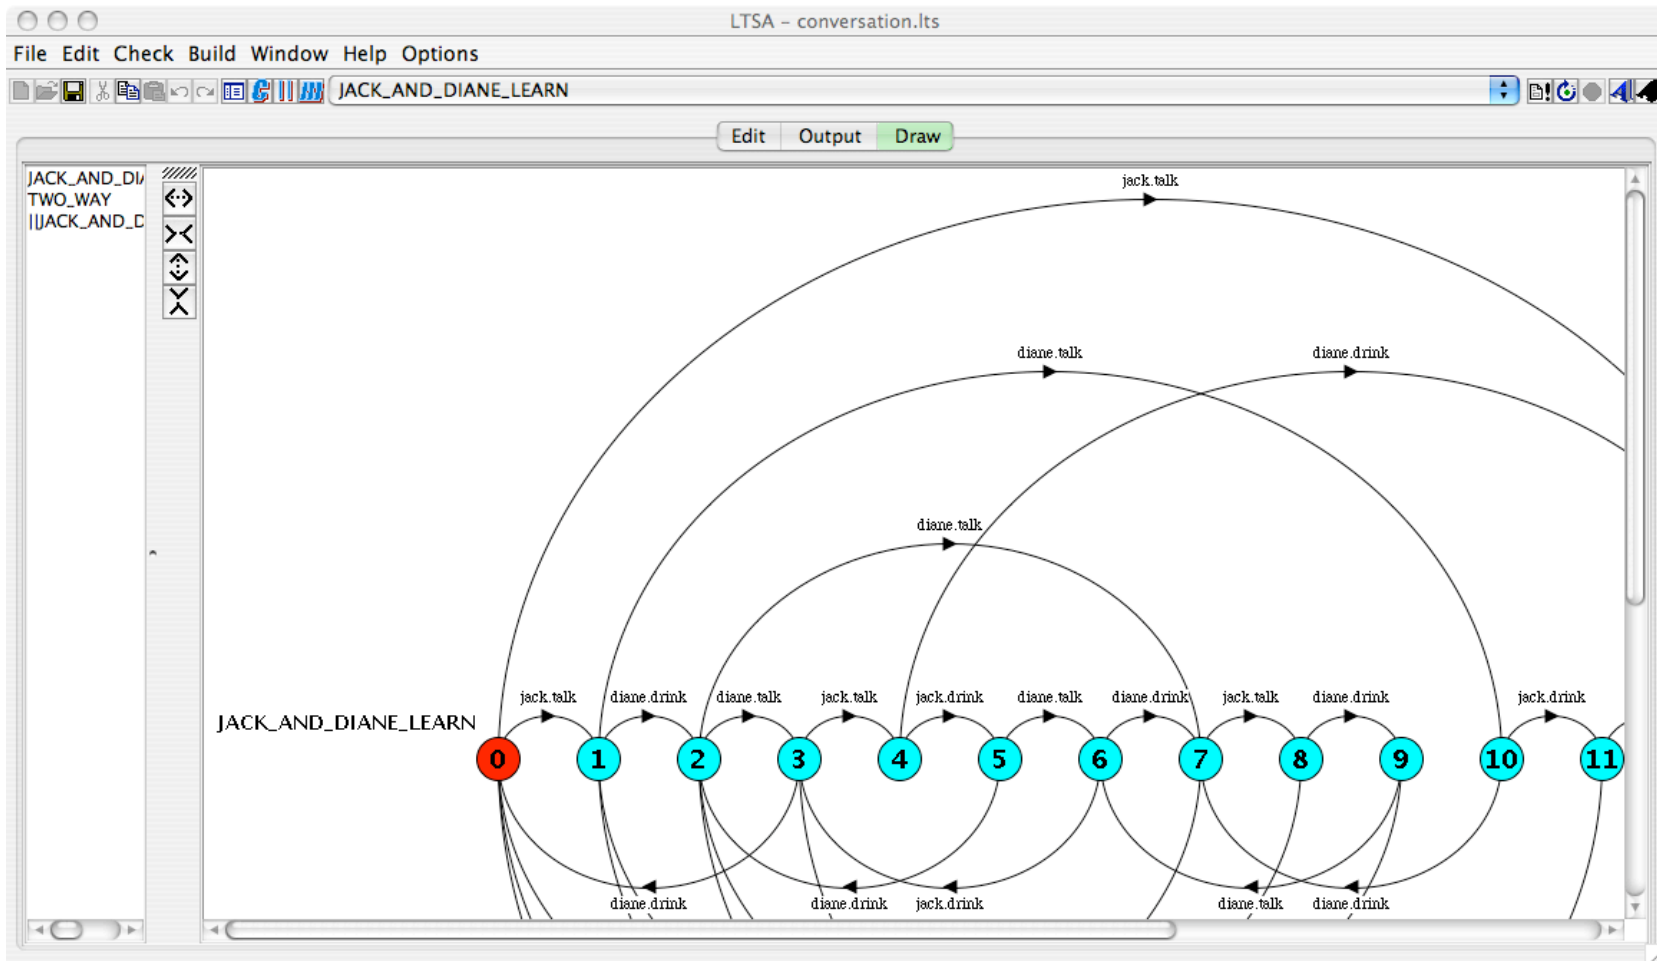 LTSA – conversation.lts
File Edit Check Build Window Help Options
JACK_AND_DIANE_LEARN
Edit Output Draw
JACK_AND_DI
TWO_WAY
||JACK_AND_D
jack.talk
diane.talk diane.drink
diane.talk
jack.talk diane.drink diane.talk jack.talk jack.drink diane.talk diane.drink jack.talk diane.drink jack.drink
JACK_AND_DIANE_LEARN
0 1 2 3 4 5 6 7 8 9 10 11
diane.drink diane.drink jack.drink diane.talk diane.drink